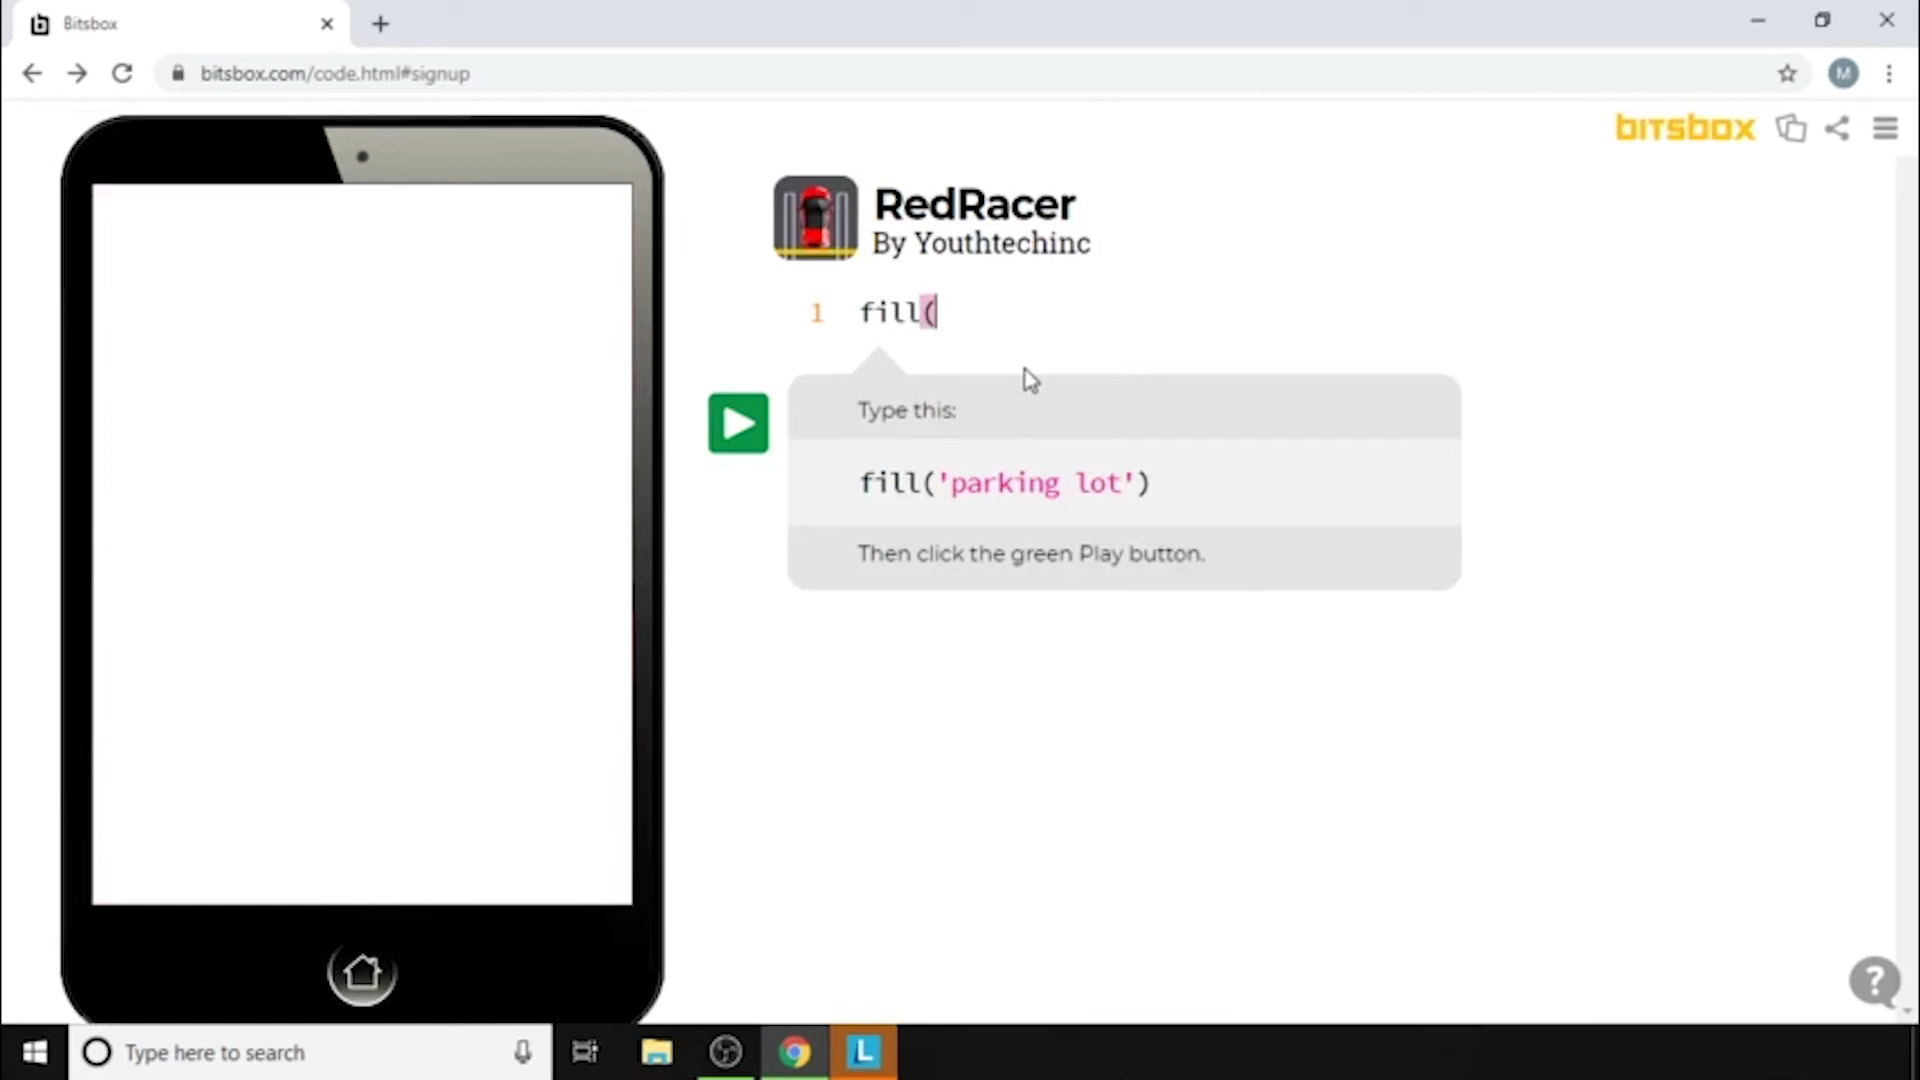 Bitsbox
bitsbox.com/code.html#signup
M
bitsbox
RedRacer
By Youthtechinc
1 fill(
Type this:
fill('parking lot')
Then click the green Play button.
?
Type here to search
L